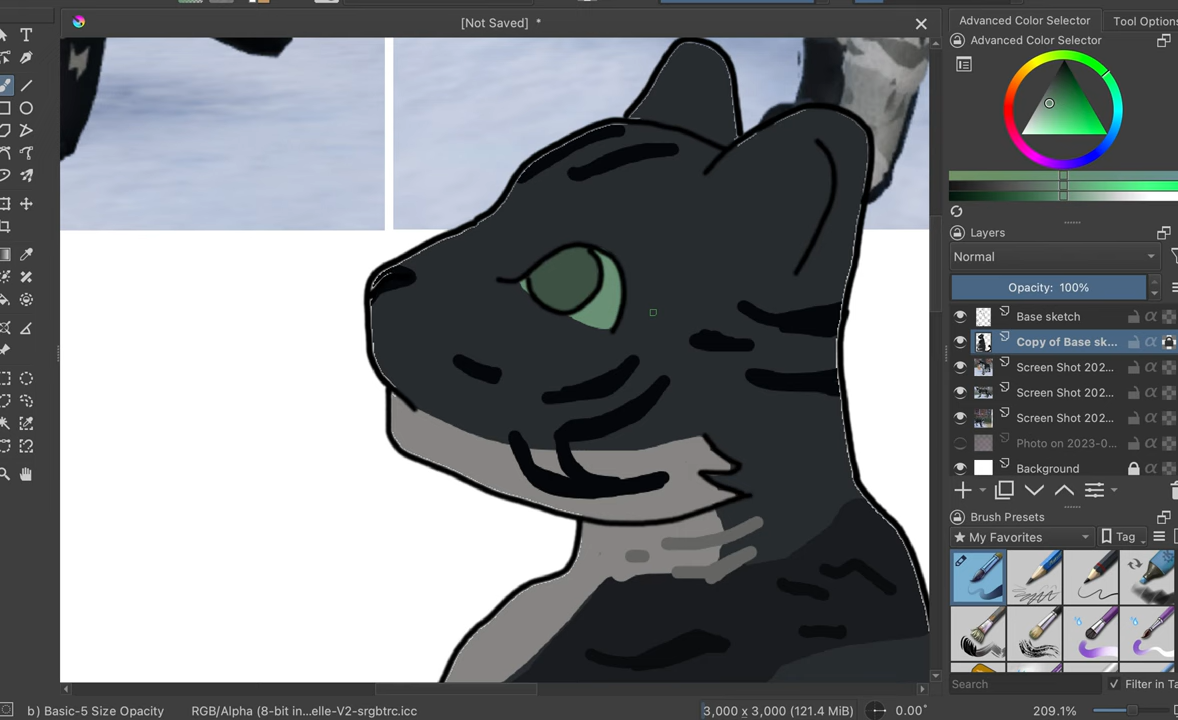 [Not Saved] *
Advanced Color Selector
Tool Options
Advanced Color Selector
Layers
Normal
Opacity: 100%
Base sketch
Copy of Base sk...
Screen Shot 202...
Screen Shot 202...
Screen Shot 202...
Photo on 2023-0...
Background
Brush Presets
★ My Favorites
Tag
Search
Filter in Ta
b) Basic-5 Size Opacity
RGB/Alpha (8-bit in...elle-V2-srgbtrc.icc
3,000 x 3,000 (121.4 MiB)
0.00°
209.1%